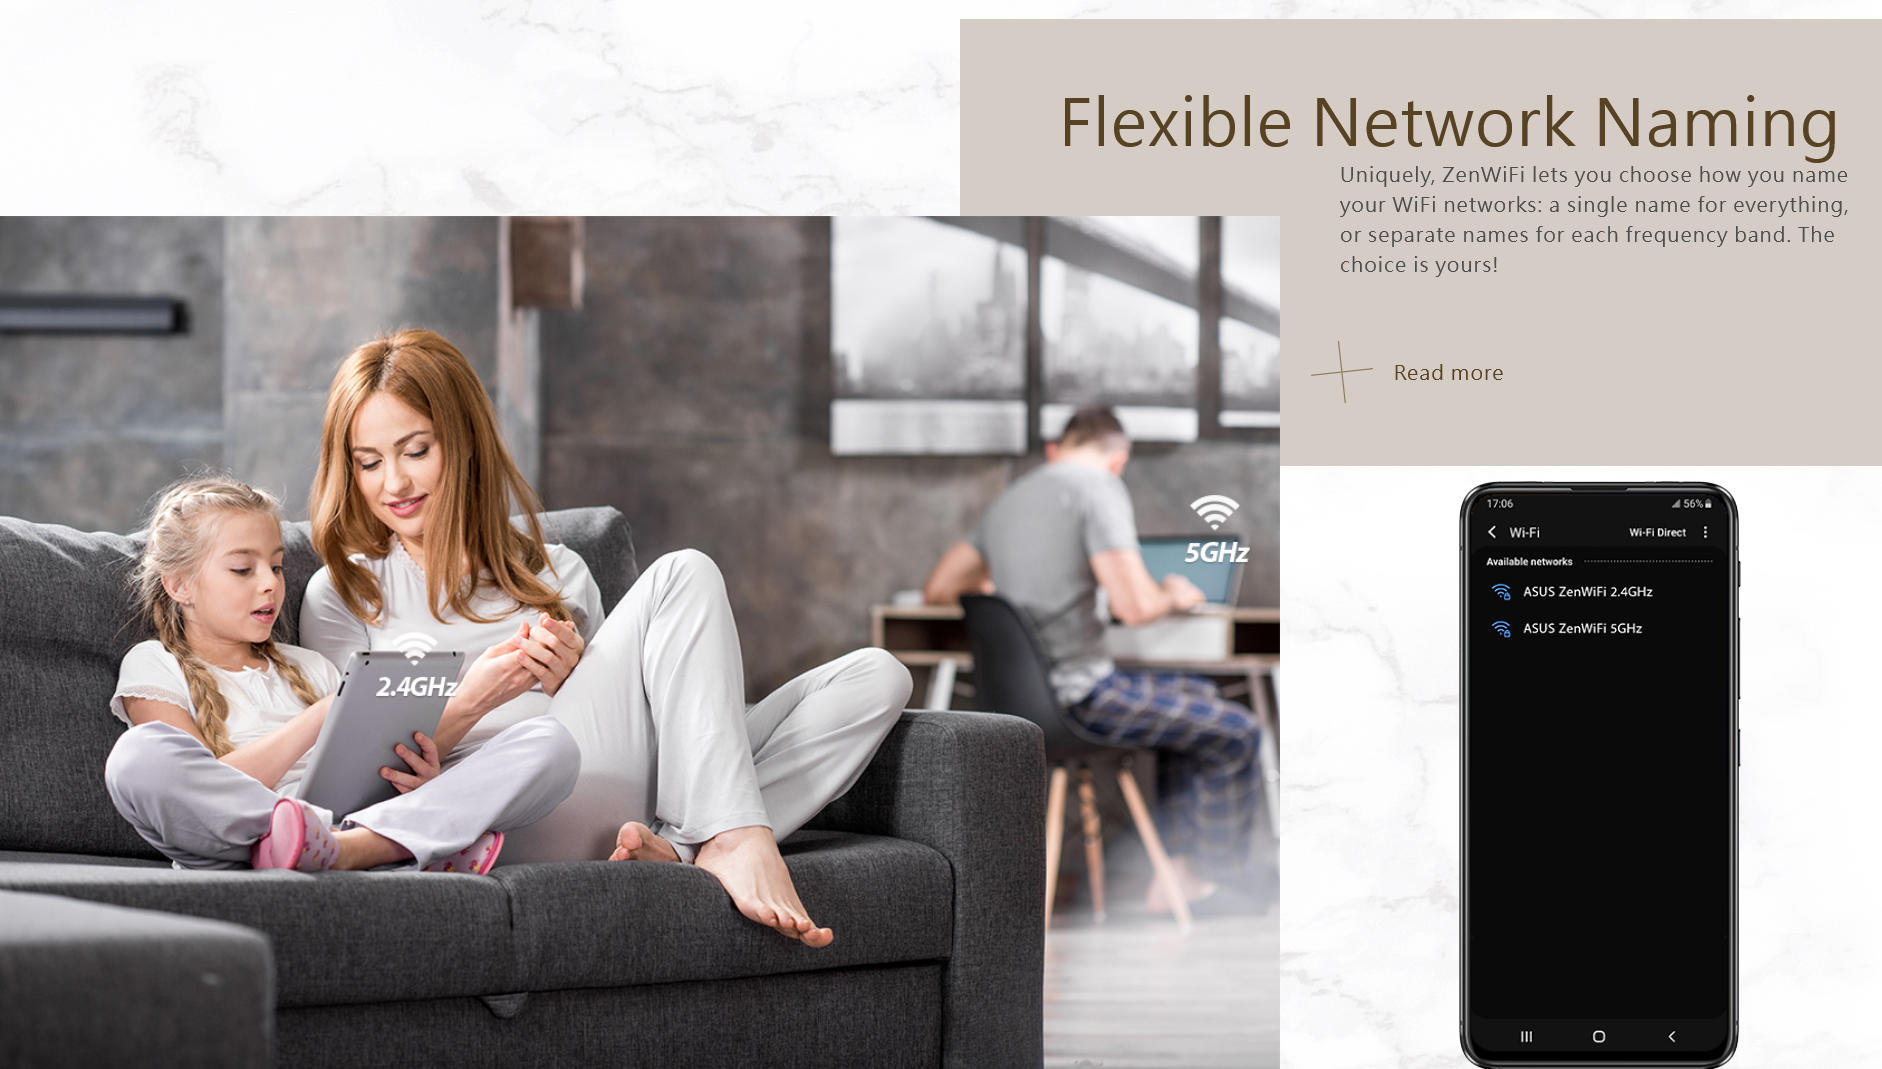 Flexible Network Naming
Uniquely, ZenWiFi lets you choose how you name
your WiFi networks: a single name for everything,
or separate names for each frequency band. The
choice is yours!
Read more
5GHz
2.4GHz
17:06
56%
Wi-Fi
Wi-Fi Direct
Available networks
ASUS ZenWiFi 2.4GHz
ASUS ZenWiFi 5GHz